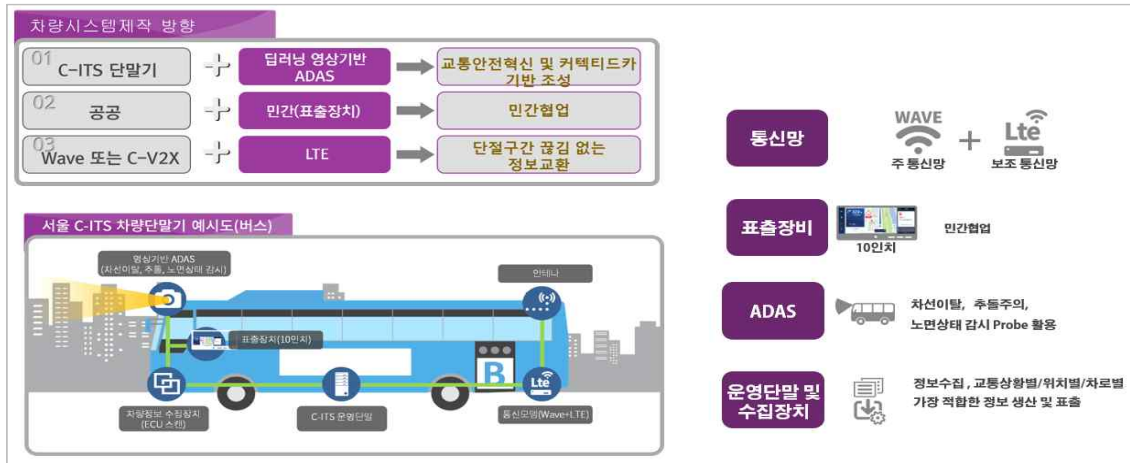 차량시스템제작 방향
01
C-ITS 단말기
딥러닝 영상기반
ADAS
교통안전혁신 및 커텍티드카
기반 조성
02
공공
민간(표출장치)
민간협업
03
Wave 또는 C-V2X
LTE
단절구간 끊김 없는
정보교환
서울 C-ITS 차량단말기 예시도(버스)
영상기반 ADAS
(차선이탈, 추돌, 노면상태 감시)
안테나
표출장치(10인치)
B
Lte
차량정보 수집장치
(ECU 스캔)
C-ITS 운영단말
통신모뎀(Wave+LTE)
통신망
WAVE
주 통신망
Lte
보조 통신망
표출장비
10인치
민간협업
ADAS
차선이탈, 추돌주의,
노면상태 감시 Probe 활용
운영단말 및
수집장치
정보수집 , 교통상황별/위치별/차로별
가장 적합한 정보 생산 및 표출